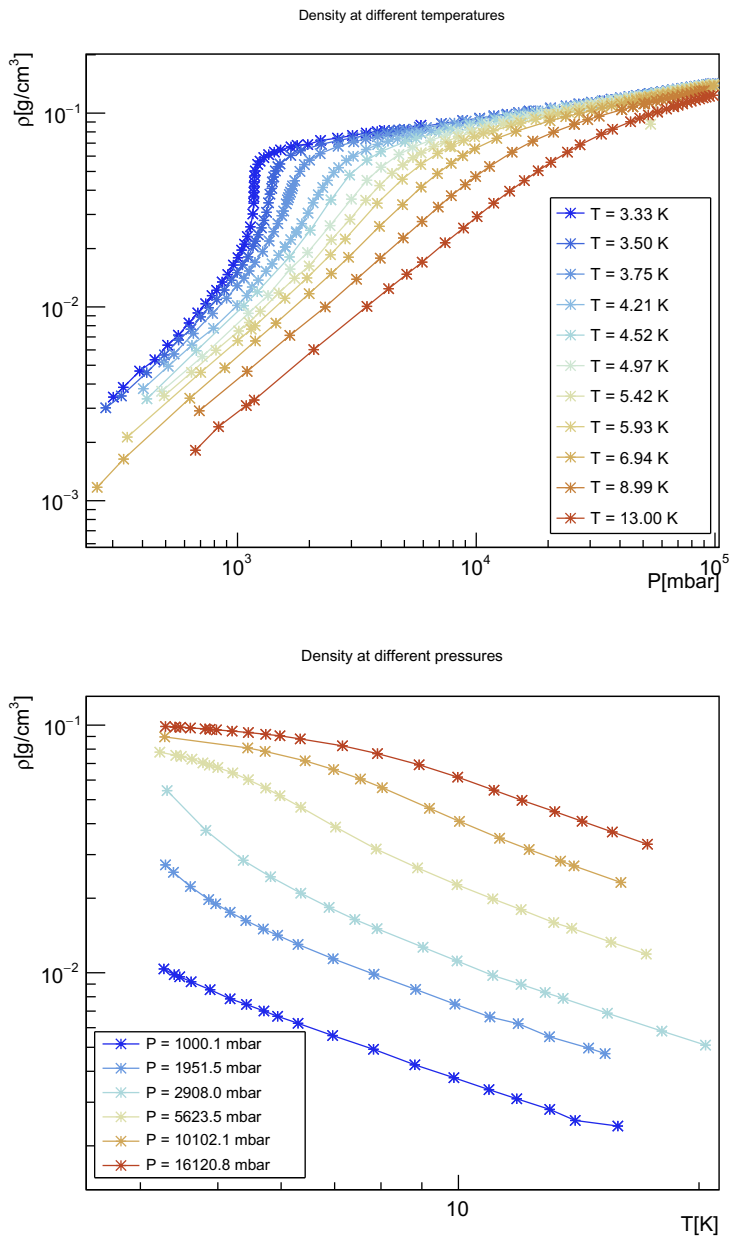 Density at different temperatures
ρ[g/cm³]
10⁻¹
10⁻²
10⁻³
T = 3.33 K
T = 3.50 K
T = 3.75 K
T = 4.21 K
T = 4.52 K
T = 4.97 K
T = 5.42 K
T = 5.93 K
T = 6.94 K
T = 8.99 K
T = 13.00 K
10³ 10⁴ 10⁵
P[mbar]
Density at different pressures
ρ[g/cm³]
10⁻¹
10⁻²
P = 1000.1 mbar
P = 1951.5 mbar
P = 2908.0 mbar
P = 5623.5 mbar
P = 10102.1 mbar
P = 16120.8 mbar
10
T[K]